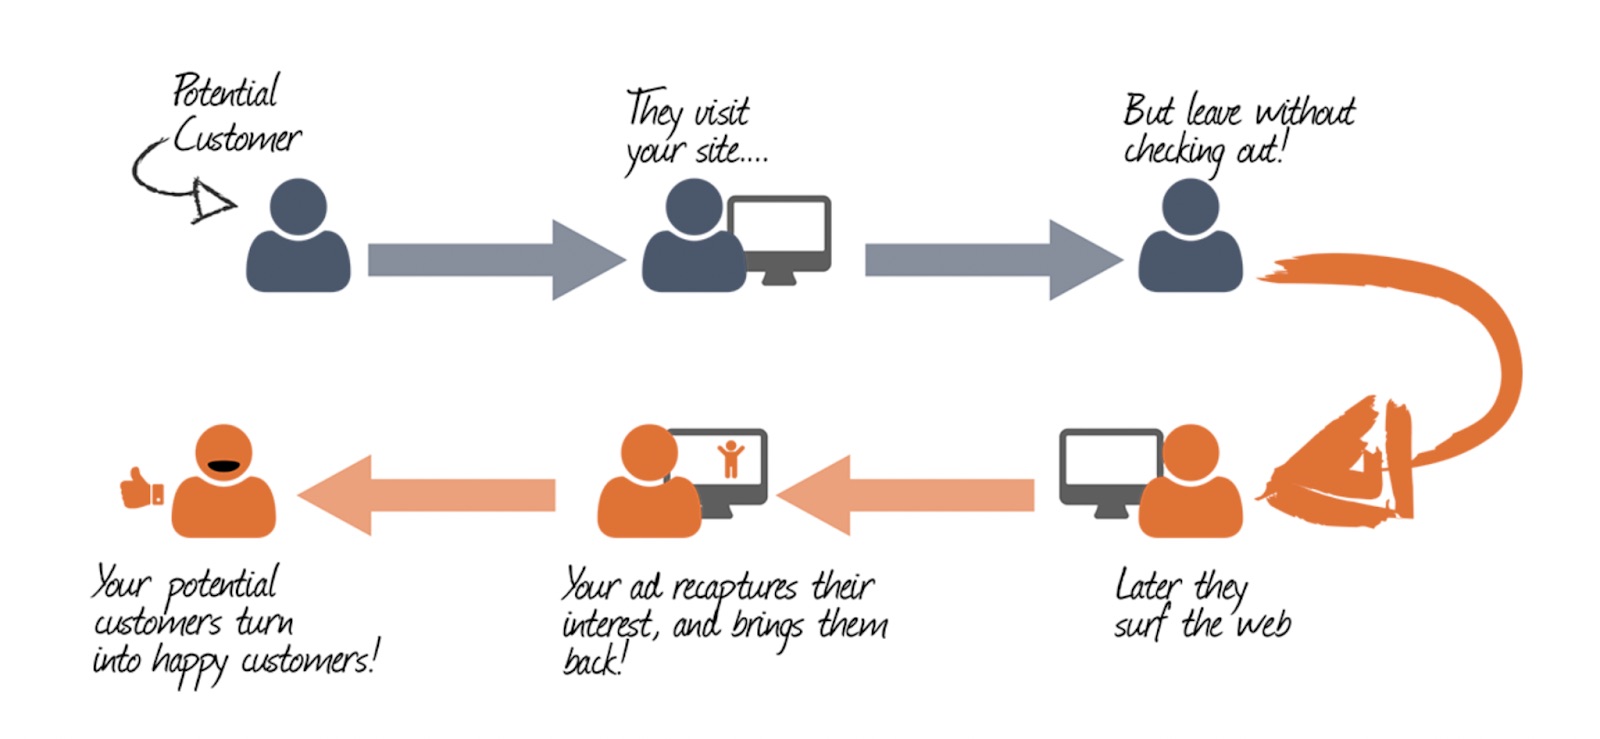 Potential
Customer
They visit
your site....
But leave without
checking out!
Later they
surf the web
Your ad recaptures their
interest, and brings them
back!
Your potential
customers turn
into happy customers!